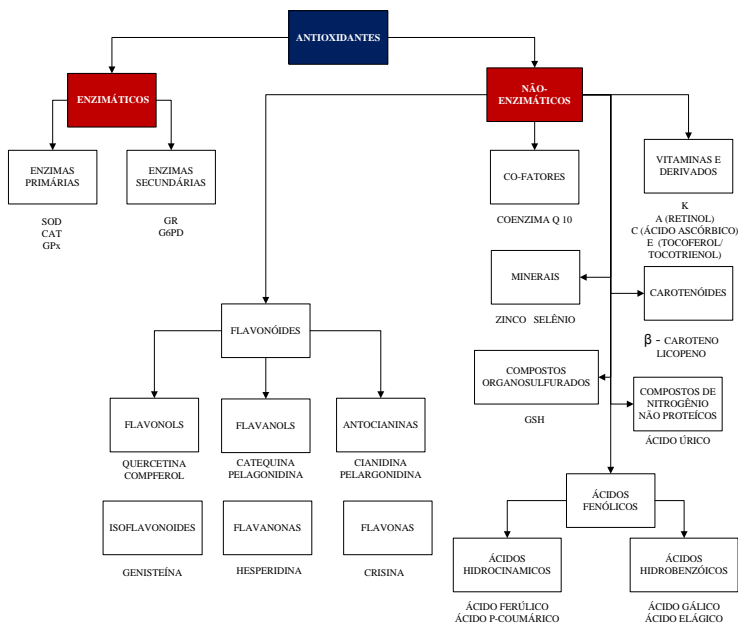 ANTIOXIDANTES
ENZIMÁTICOS
NÃO-
ENZIMÁTICOS
ENZIMAS
PRIMÁRIAS
ENZIMAS
SECUNDÁRIAS
CO-FATORES
VITAMINAS E
DERIVADOS
SOD
CAT
GPx
GR
G6PD
COENZIMA Q 10
K
A (RETINOL)
C (ÁCIDO ASCÓRBICO)
E (TOCOFEROL/
TOCOTRIENOL)
MINERAIS
ZINCO SELÊNIO
CAROTENÓIDES
β - CAROTENO
LICOPENO
FLAVONÓIDES
COMPOSTOS
ORGANOSULFURADOS
GSH
COMPOSTOS DE
NITROGÊNIO
NÃO PROTEÍCOS
ÁCIDO ÚRICO
FLAVONOLS
FLAVANOLS
ANTOCIANINAS
QUERCETINA
COMPFEROL
CATEQUINA
PELAGONIDINA
CIANIDINA
PELARGONIDINA
ISOFLAVONOIDES
FLAVANONAS
FLAVONAS
GENISTEÍNA
HESPERIDINA
CRISINA
ÁCIDOS
FENÓLICOS
ÁCIDOS
HIDROCINAMICOS
ÁCIDOS
HIDROBENZÓICOS
ÁCIDO FERÚLICO
ÁCIDO P-COUMÁRICO
ÁCIDO GÁLICO
ÁCIDO ELÁGICO